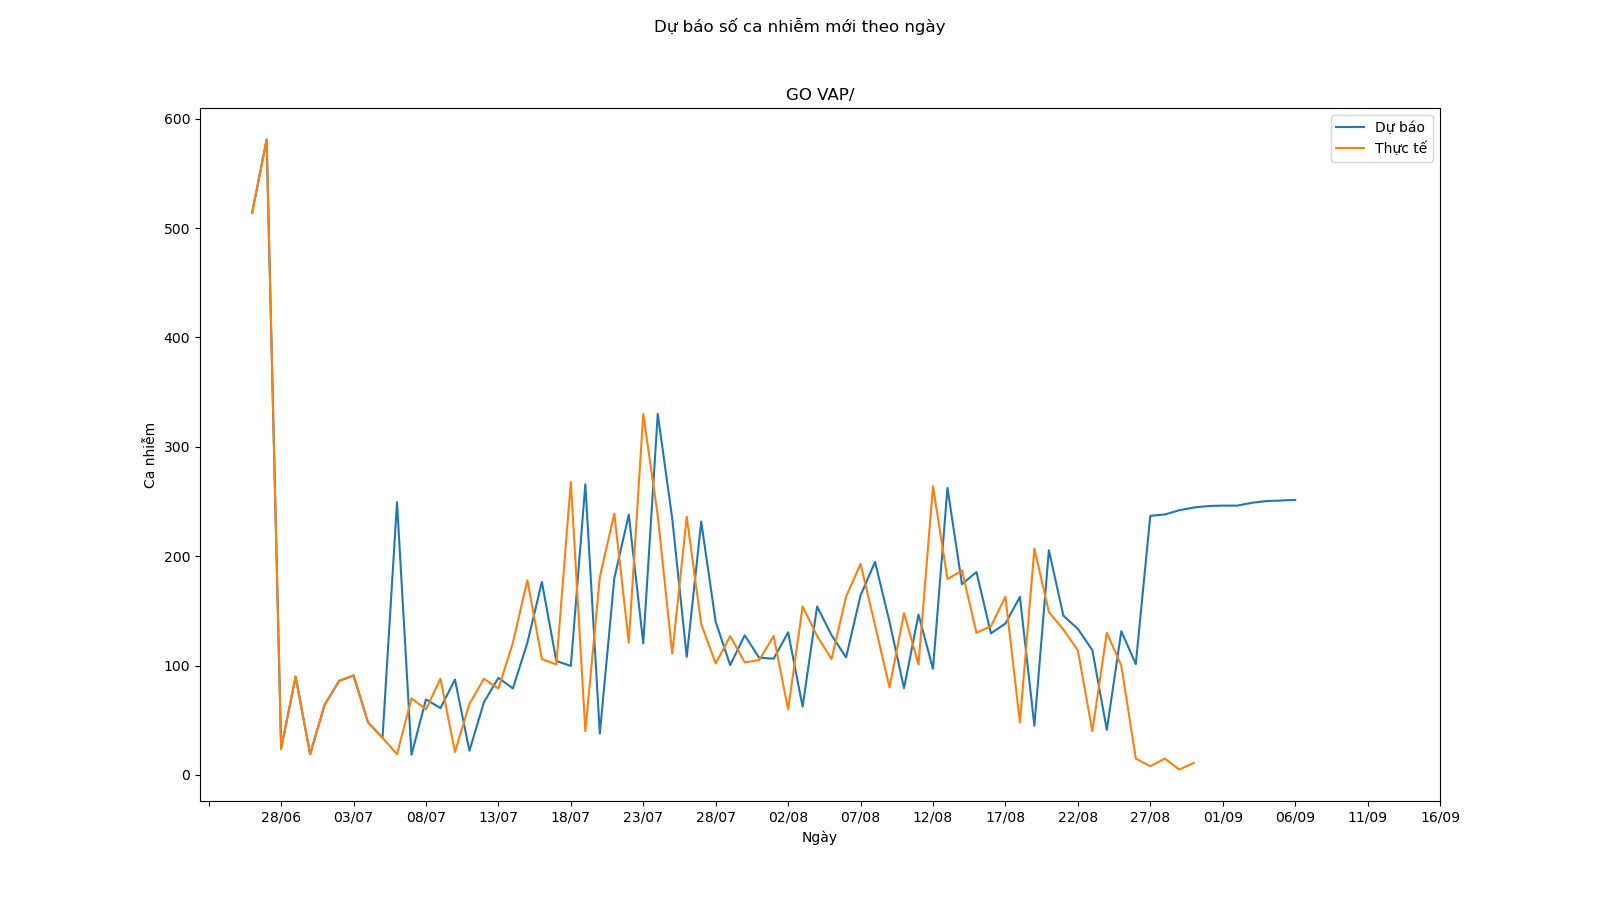 Dự báo số ca nhiễm mới theo ngày
GO VAP/
600
500
400
300
200
100
0
Ca nhiễm
Dự báo
Thực tế
28/06 03/07 08/07 13/07 18/07 23/07 28/07 02/08 07/08 12/08 17/08 22/08 27/08 01/09 06/09 11/09 16/09
Ngày